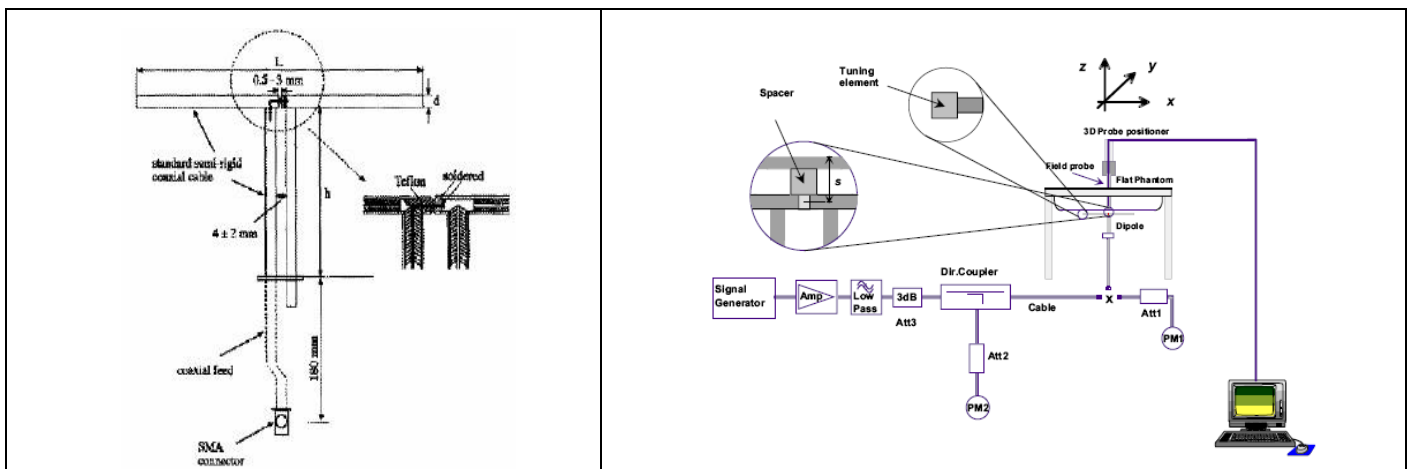 L
0.5 - 3 mm
d
standard semi-rigid
coaxial cable
Teflon
soldered
h
4 ± 2 mm
coaxial feed
180 mm
SMA
connector
Tuning
element
Spacer
s
z
y
x
3D Probe positioner
Field probe
Flat Phantom
Dipole
Signal
Generator
Amp
Low
Pass
3dB
Att3
Dir.Coupler
Cable
x
Att1
PM1
Att2
PM2